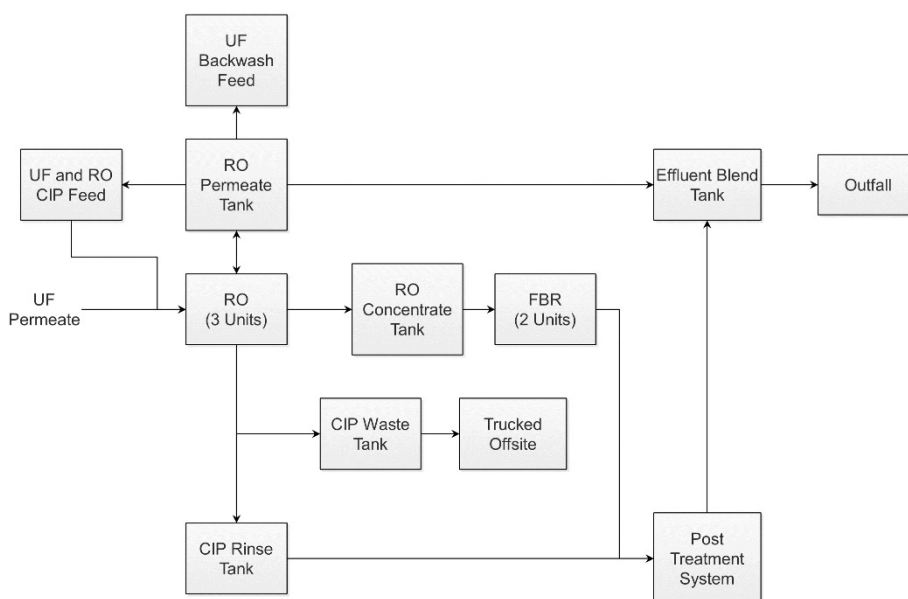 UF
Backwash
Feed
UF and RO
CIP Feed
RO
Permeate
Tank
Effluent Blend
Tank
Outfall
UF
Permeate
RO
(3 Units)
RO
Concentrate
Tank
FBR
(2 Units)
CIP Waste
Tank
Trucked
Offsite
CIP Rinse
Tank
Post
Treatment
System